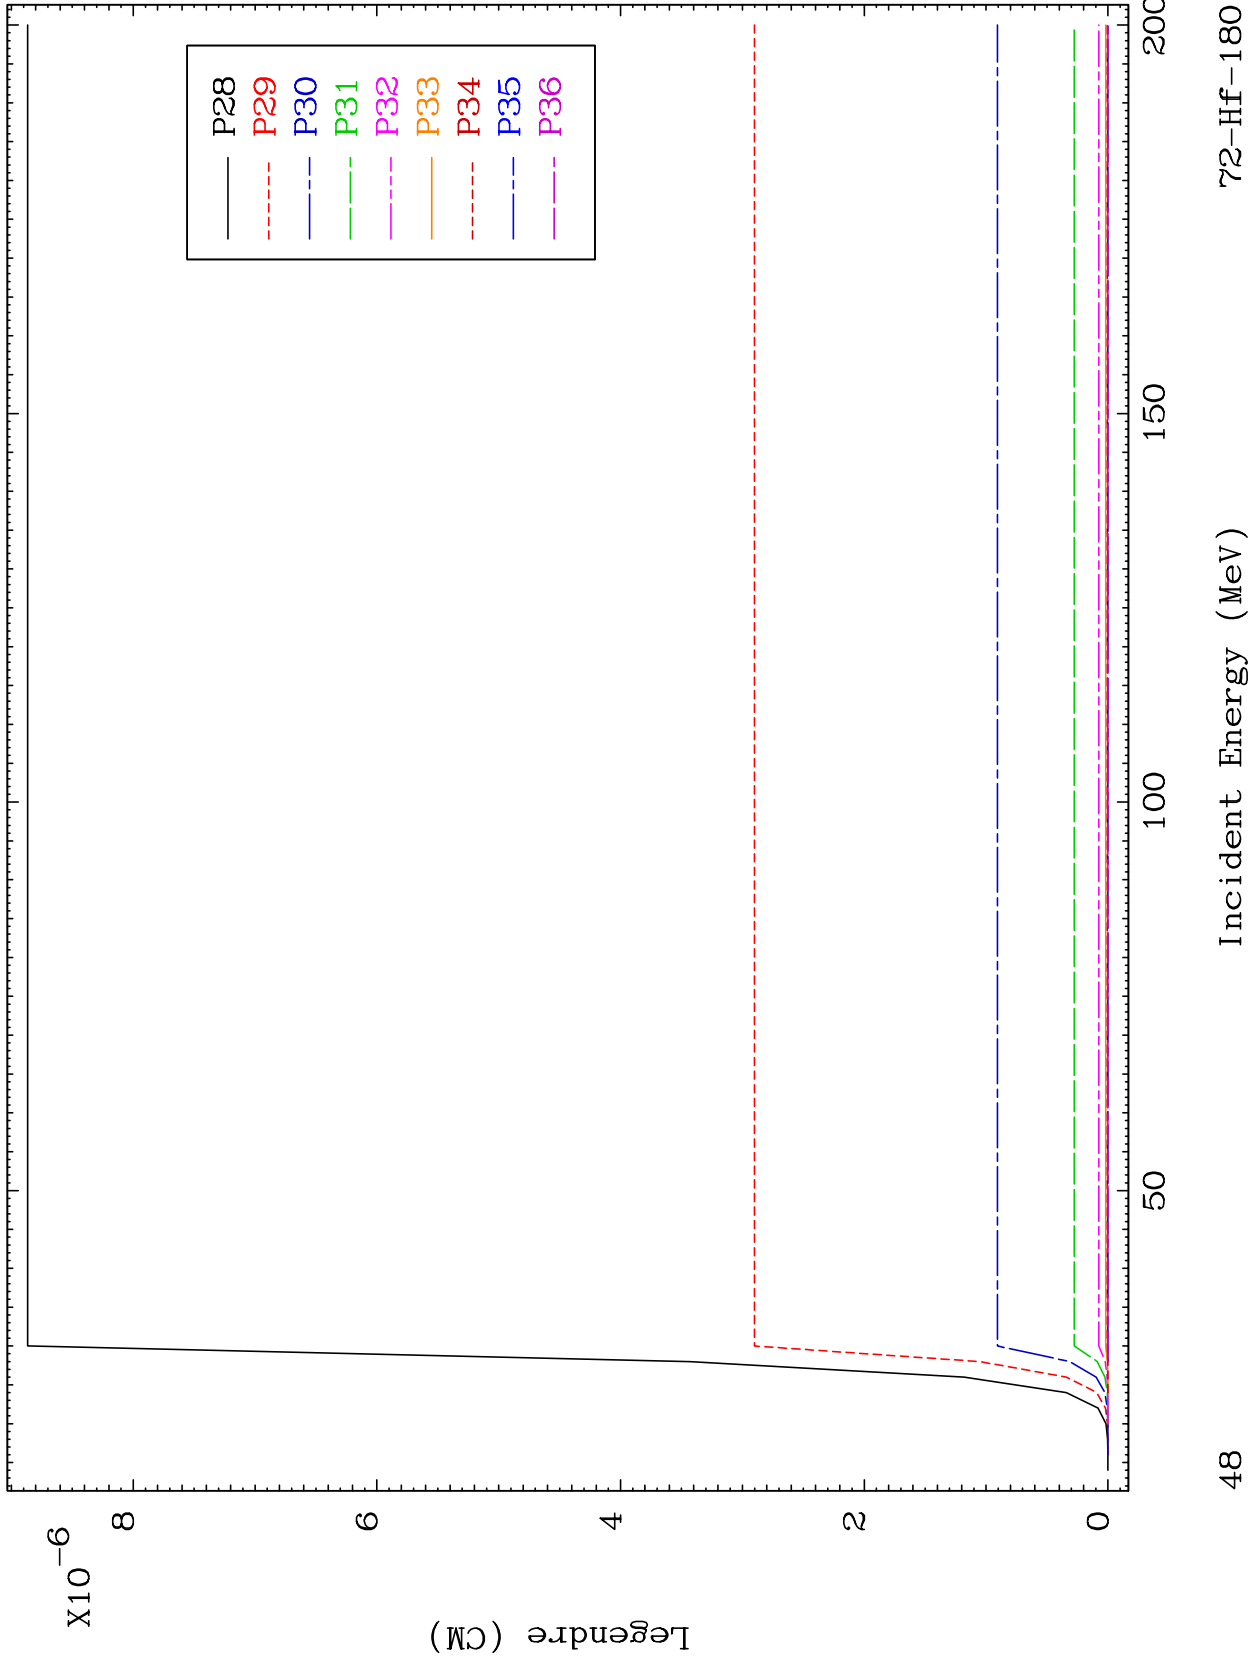 X10-6
8
6
4
2
0
Legendre (CM)
P28
P29
P30
P31
P32
P33
P34
P35
P36
50
100
150
200
Incident Energy (MeV)
48
72-Hf-180